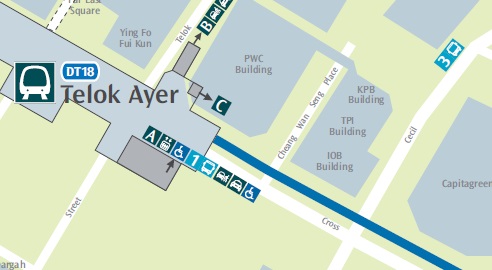 Far East
Square
Ying Fo
Fui Kun
Telok
B
PWC
Building
3
DT18
Telok Ayer
C
KPB
Building
TPI
Building
IOB
Building
Cheang Wan Seng Place
Cecil
Capitagreen
A
1
Street
Cross